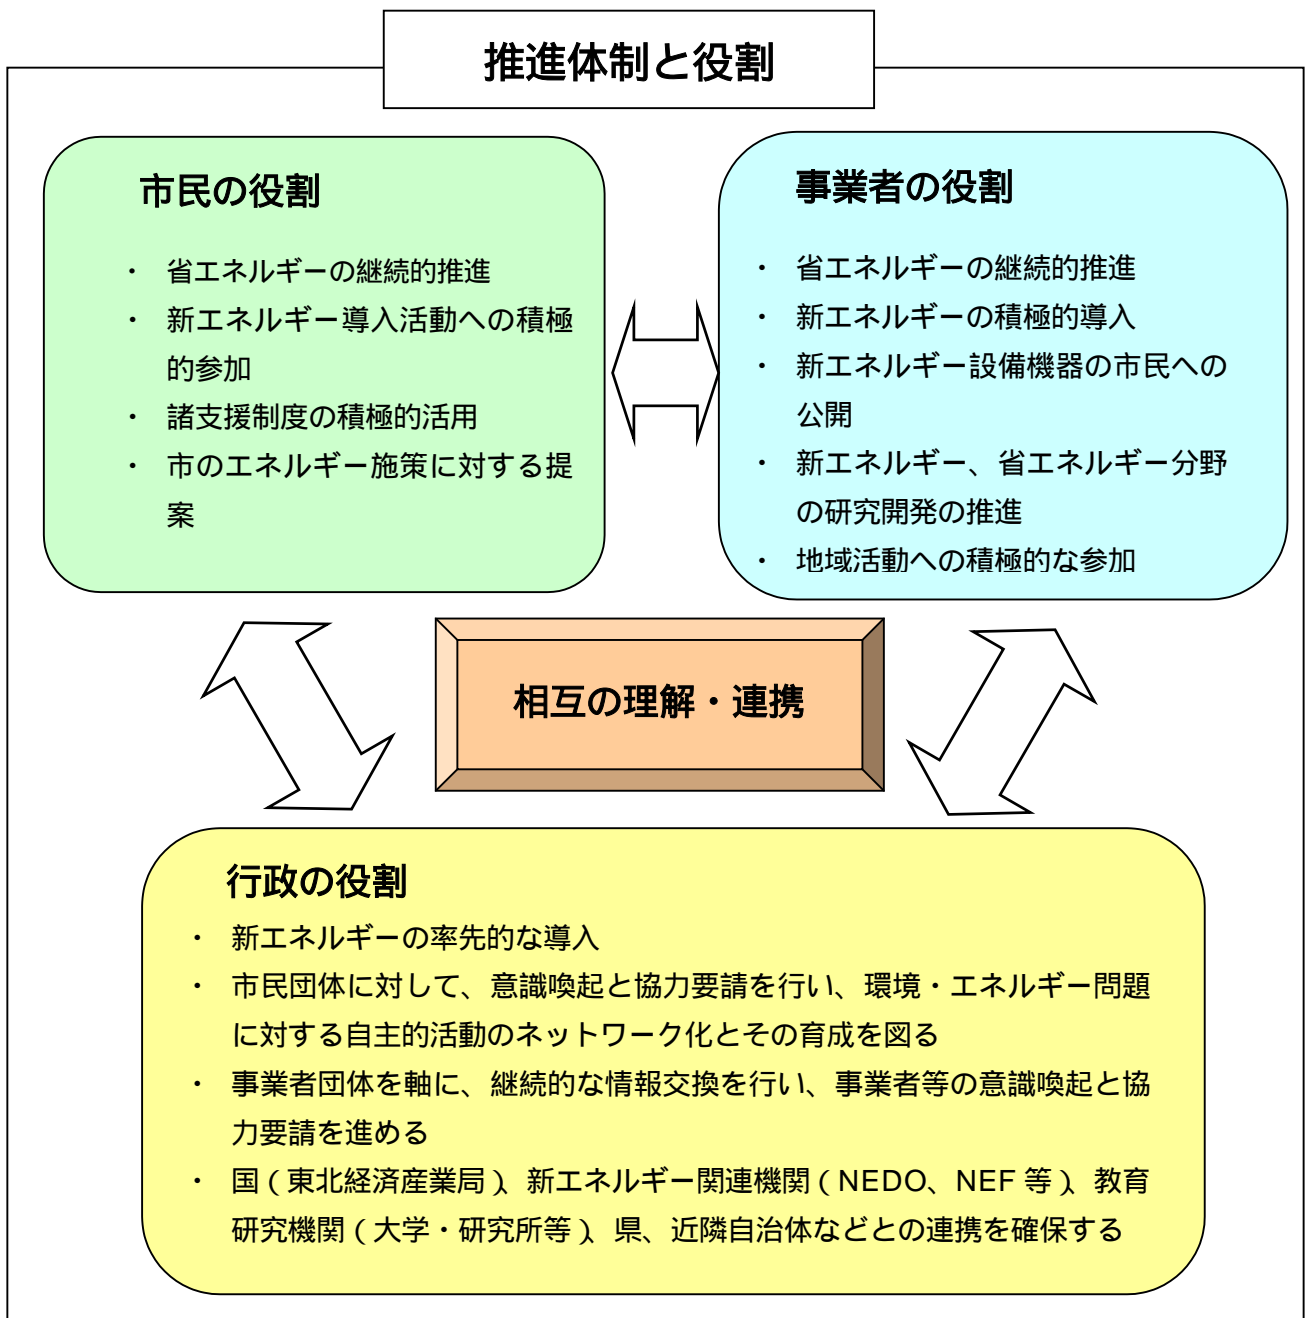 推進体制と役割
市民の役割
・ 省エネルギーの継続的推進
・ 新エネルギー導入活動への積極
的参加
・ 諸支援制度の積極的活用
・ 市のエネルギー施策に対する提
案
事業者の役割
・ 省エネルギーの継続的推進
・ 新エネルギーの積極的導入
・ 新エネルギー設備機器の市民への
公開
・ 新エネルギー、省エネルギー分野
の研究開発の推進
・ 地域活動への積極的な参加
相互の理解・連携
行政の役割
・ 新エネルギーの率先的な導入
・ 市民団体に対して、意識喚起と協力要請を行い、環境・エネルギー問題
に対する自主的活動のネットワーク化とその育成を図る
・ 事業者団体を軸に、継続的な情報交換を行い、事業者等の意識喚起と協
力要請を進める
・ 国(東北経済産業局)、新エネルギー関連機関(NEDO、NEF 等)、教育
研究機関(大学・研究所等)、県、近隣自治体などとの連携を確保する